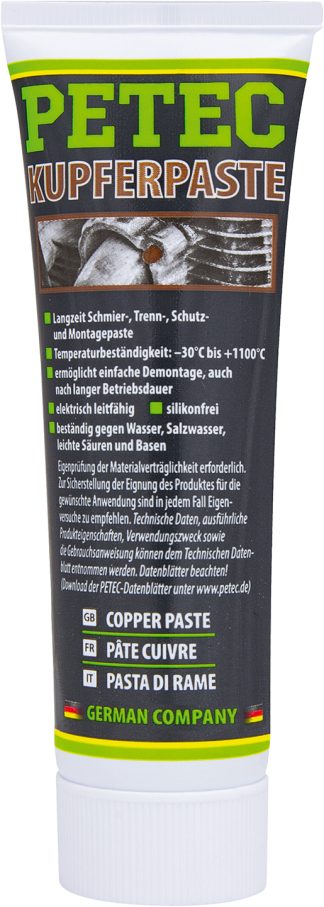 PETEC
KUPFERPASTE
Langzeit Schmier-, Trenn-, Schutz-
und Montagepaste
Temperaturbeständigkeit: –30°C bis +1100°C
ermöglicht einfache Demontage, auch
nach langer Betriebsdauer
elektrisch leitfähig silikonfrei
beständig gegen Wasser, Salzwasser,
leichte Säuren und Basen
Eigenprüfung der Materialverträglichkeit erforderlich.
Zur Sicherstellung der Eignung des Produktes für die
gewünschte Anwendung sind in jedem Fall Eigen-
versuche zu empfehlen. Technische Daten, ausführliche
Produkteigenschaften, Verwendungszweck sowie
die Gebrauchsanweisung können dem Technischen Daten-
blatt entnommen werden. Datenblätter beachten!
(Download der PETEC-Datenblätter unter www.petec.de)
GB COPPER PASTE
FR PÂTE CUIVRE
IT PASTA DI RAME
GERMAN COMPANY